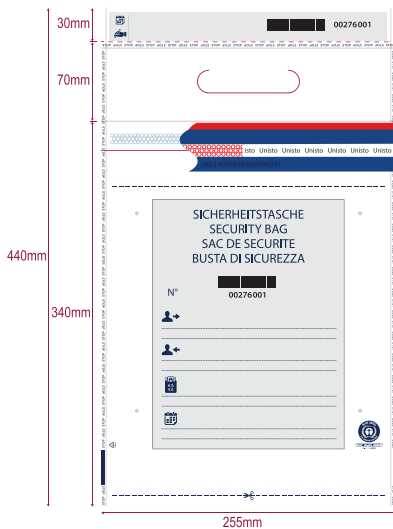 30mm
00276001
70mm
isto Unisto Unisto Unisto Unisto Unisto Unisto
440mm
340mm
SICHERHEITSTASCHE
SECURITY BAG
SAC DE SECURITE
BUSTA DI SICUREZZA
N°
00276001
255mm